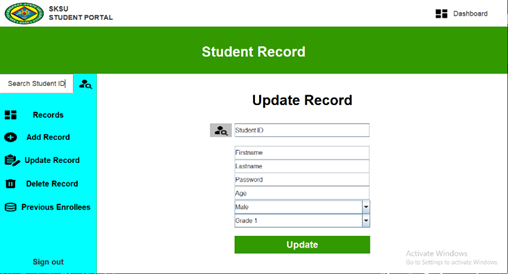 SKSU
STUDENT PORTAL
Dashboard
Student Record
Search Student ID
Records
Add Record
Update Record
Delete Record
Previous Enrollees
Sign out
Update Record
Student ID
Firstname
Lastname
Password
Age
Male
Grade 1
Update
Activate Windows
Go to Settings to activate Windows.